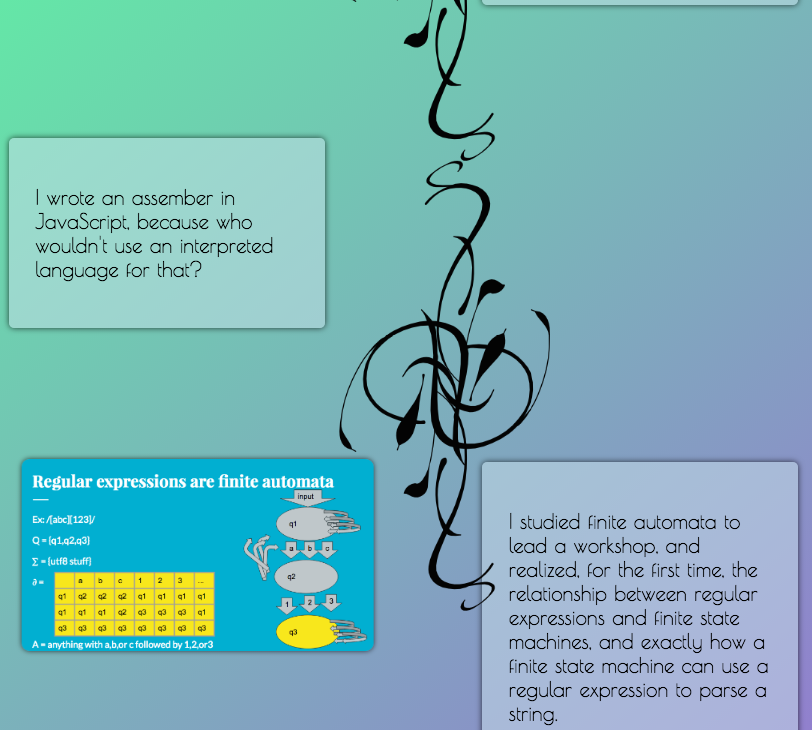 I wrote an assember in
JavaScript, because who
wouldn't use an interpreted
language for that?
Regular expressions are finite automata
Ex: /[abc][123]/
Q = {q1,q2,q3}
∑ = {utf8 stuff}
∂ =
a b c 1 2 3 ...
q1 q2 q2 q2 q1 q1 q1 q1
q1 q1 q1 q2 q3 q3 q3 q1
q3 q3 q3 q3 q3 q3 q3 q3
A = anything with a,b,or c followed by 1,2,or3
input
q1
a b c
q2
1 2 3
q3
I studied finite automata to
lead a workshop, and
realized, for the first time, the
relationship between regular
expressions and finite state
machines, and exactly how a
finite state machine can use a
regular expression to parse a
string.